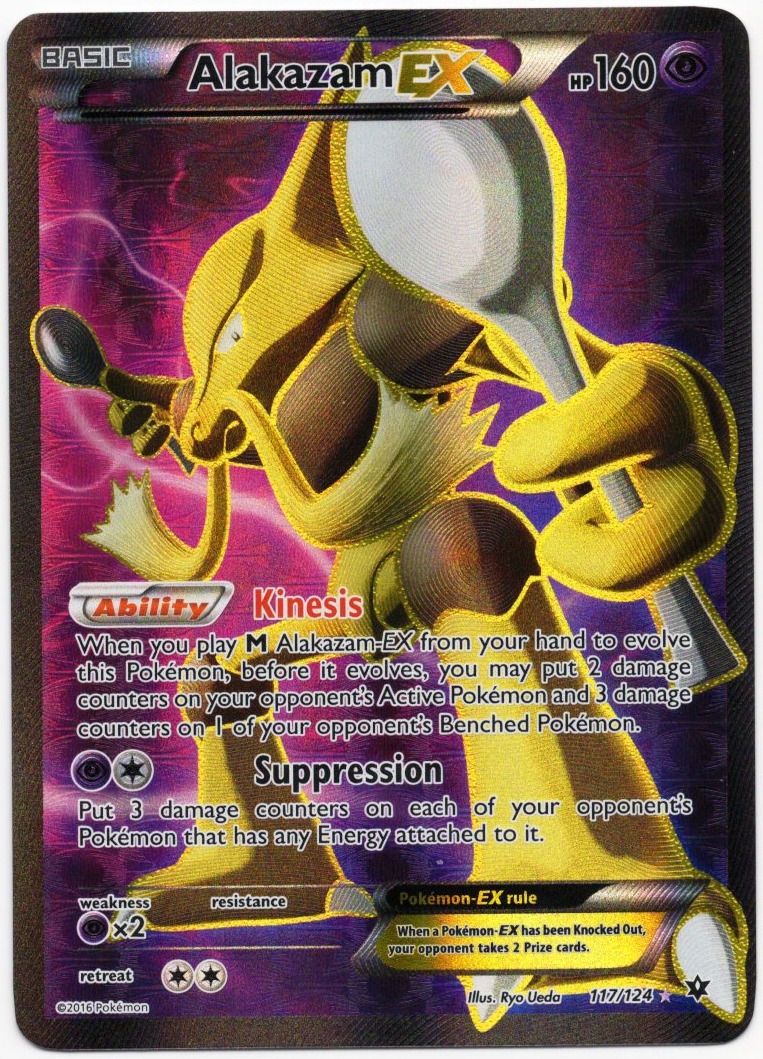 BASIC Alakazam EX HP160
Ability Kinesis
When you play M Alakazam-EX from your hand to evolve
this Pokémon, before it evolves, you may put 2 damage
counters on your opponent's Active Pokémon and 3 damage
counters on 1 of your opponent's Benched Pokémon.
Suppression
Put 3 damage counters on each of your opponent's
Pokémon that has any Energy attached to it.
weakness resistance
×2
Pokémon-EX rule
When a Pokémon-EX has been Knocked Out,
your opponent takes 2 Prize cards.
retreat
Illus. Ryo Ueda 117/124
©2016 Pokémon